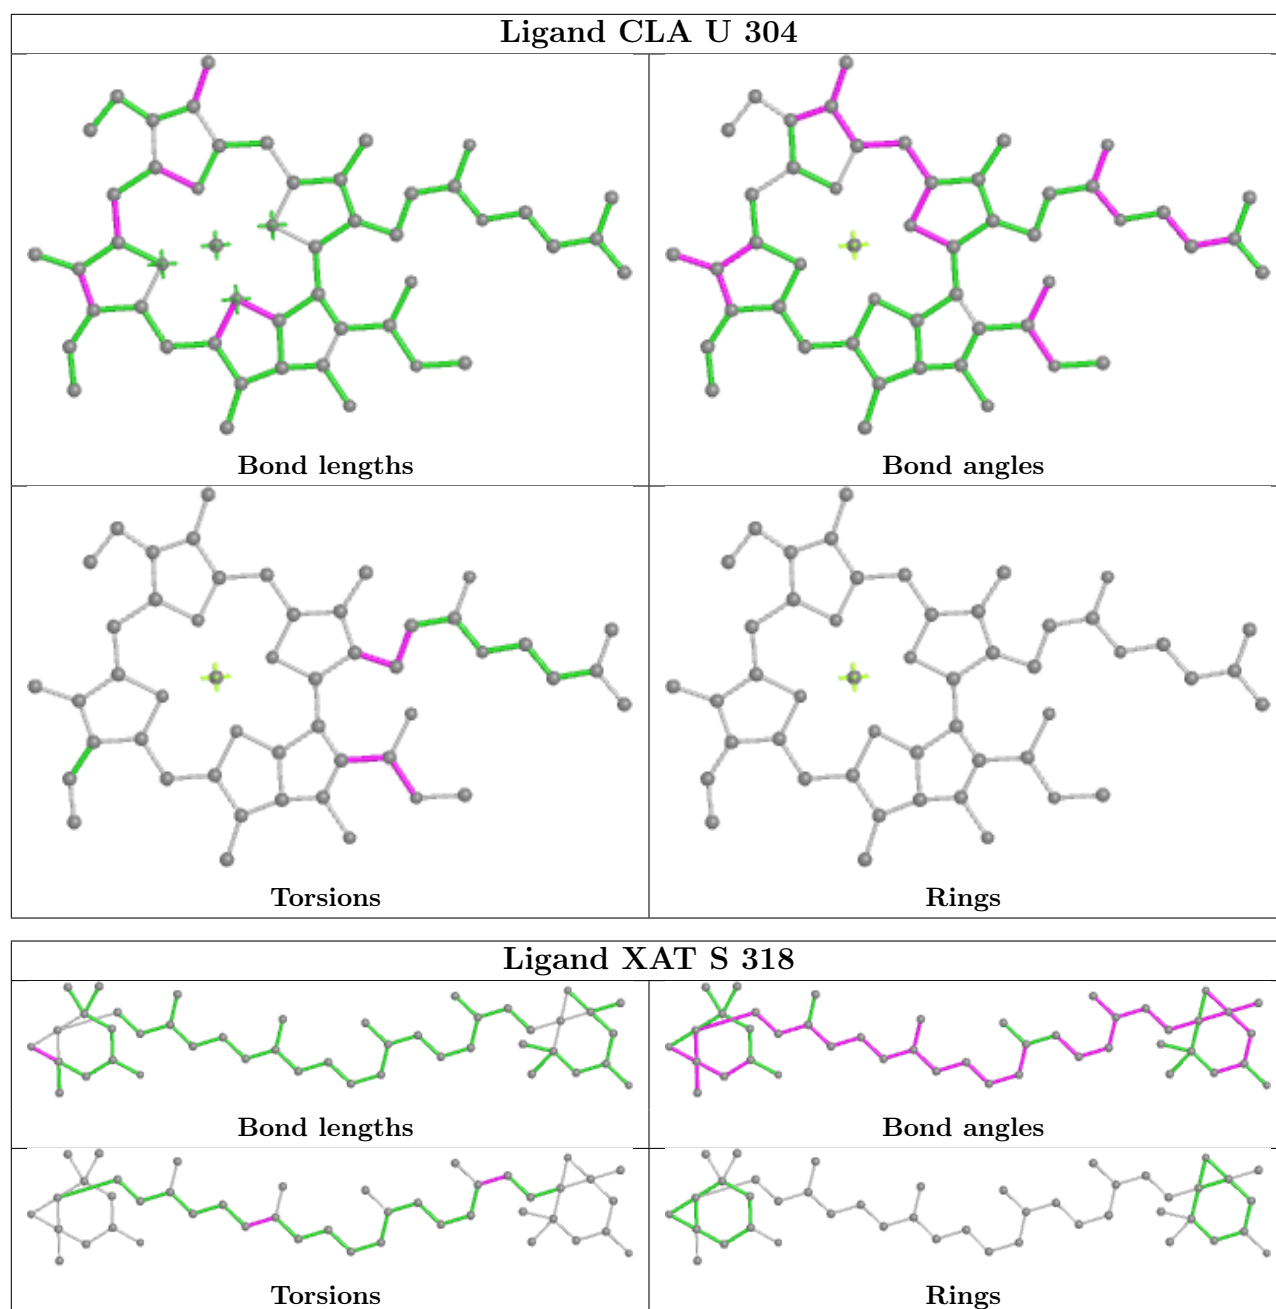 Ligand CLA U 304
Bond lengths
Bond angles
Torsions
Rings
Ligand XAT S 318
Bond lengths
Bond angles
Torsions
Rings